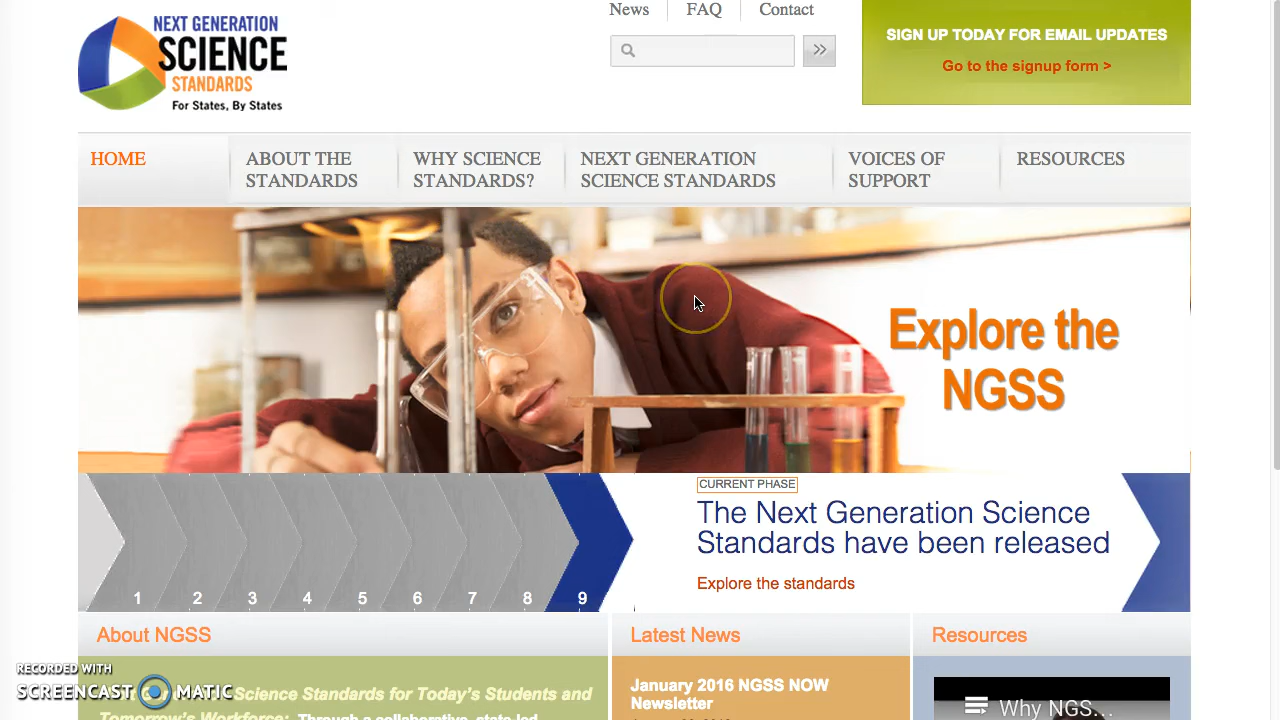 NEXT GENERATION
SCIENCE
STANDARDS
For States, By States
News
FAQ
Contact
SIGN UP TODAY FOR EMAIL UPDATES
Go to the signup form >
HOME
ABOUT THE
STANDARDS
WHY SCIENCE
STANDARDS?
NEXT GENERATION
SCIENCE STANDARDS
VOICES OF
SUPPORT
RESOURCES
Explore the
NGSS
CURRENT PHASE
The Next Generation Science
Standards have been released
Explore the standards
1 2 3 4 5 6 7 8 9
About NGSS
Science Standards for Today's Students and
Tomorrow's Workforce: Through a collaborative, state-led
Latest News
January 2016 NGSS NOW
Newsletter
Resources
Why NGS...
RECORDED WITH
SCREENCAST MATIC